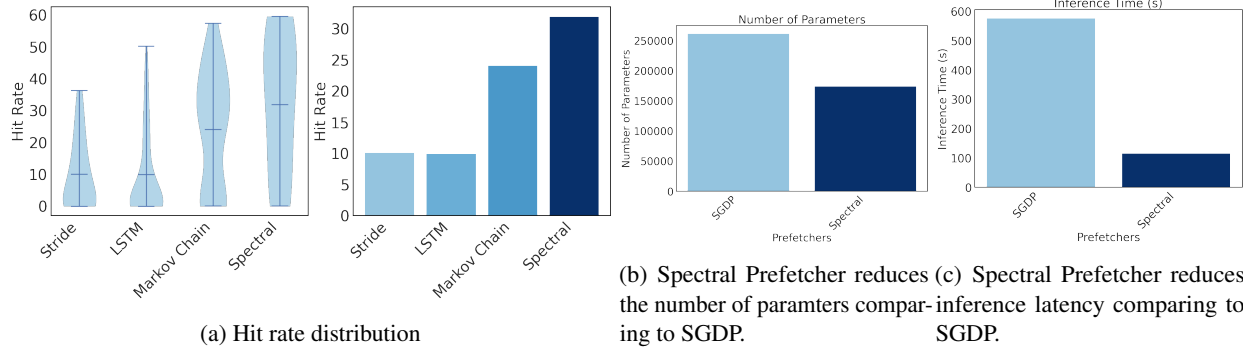 60
50
40
30
20
10
0
Hit Rate
Stride
LSTM
Markov Chain
Spectral
30
25
20
15
10
5
0
Hit Rate
Stride
LSTM
Markov Chain
Spectral
(a) Hit rate distribution
Number of Parameters
250000
200000
150000
100000
50000
0
Number of Parameters
SGDP
Spectral
Prefetchers
(b) Spectral Prefetcher reduces
the number of paramters compar-
ing to SGDP.
Inference Time (s)
600
500
400
300
200
100
0
Inference Time (s)
SGDP
Spectral
Prefetchers
(c) Spectral Prefetcher reduces
inference latency comparing to
SGDP.